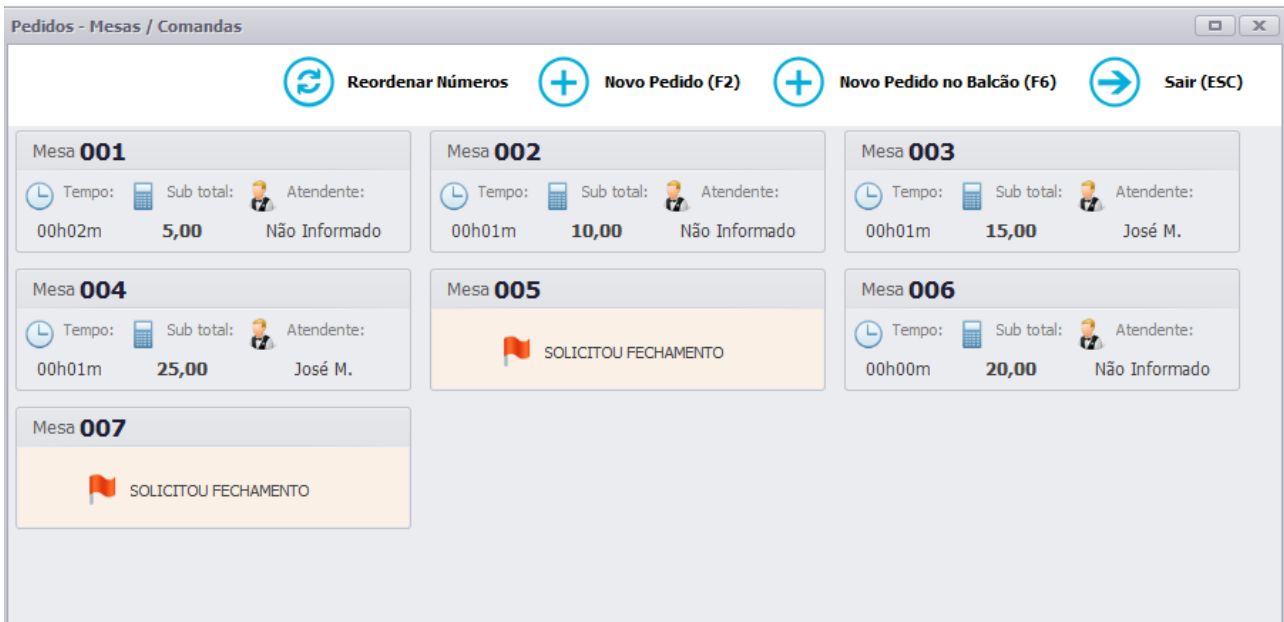 Pedidos - Mesas / Comandas
Reordenar Números Novo Pedido (F2) Novo Pedido no Balcão (F6) Sair (ESC)
Mesa 001
Tempo: Sub total: Atendente:
00h02m 5,00 Não Informado
Mesa 002
Tempo: Sub total: Atendente:
00h01m 10,00 Não Informado
Mesa 003
Tempo: Sub total: Atendente:
00h01m 15,00 José M.
Mesa 004
Tempo: Sub total: Atendente:
00h01m 25,00 José M.
Mesa 005
SOLICITOU FECHAMENTO
Mesa 006
Tempo: Sub total: Atendente:
00h00m 20,00 Não Informado
Mesa 007
SOLICITOU FECHAMENTO